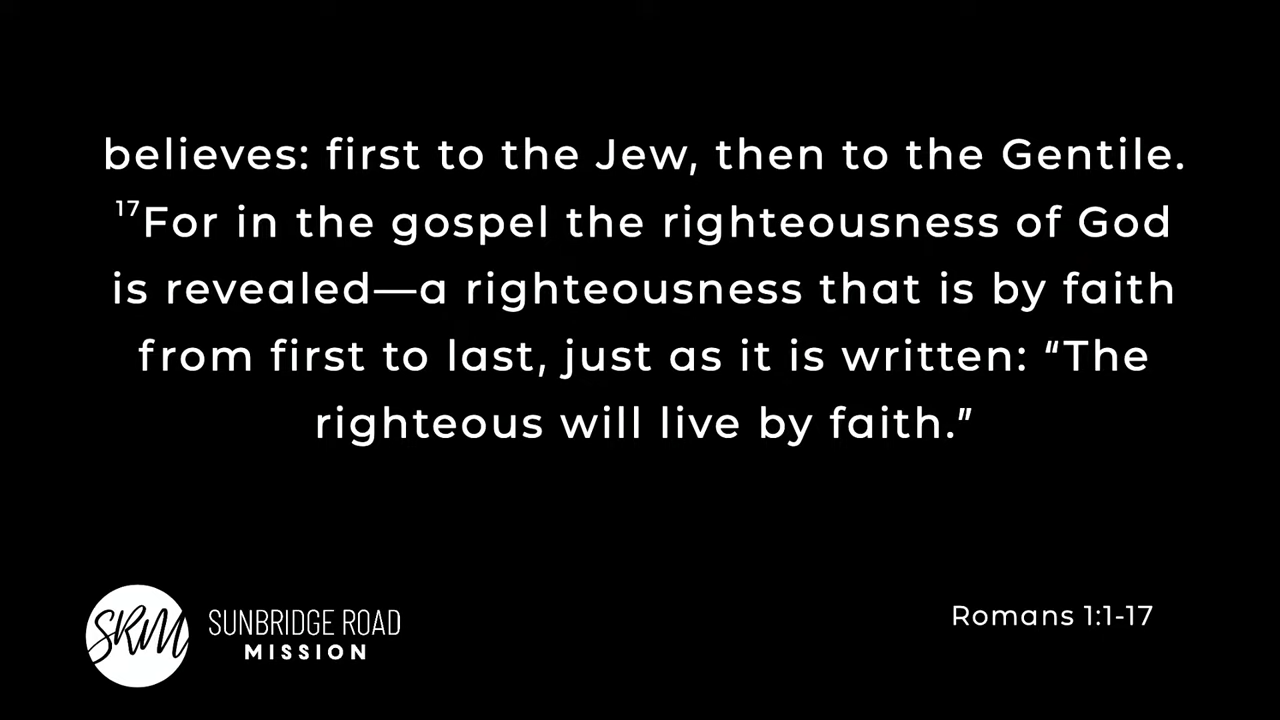 believes: first to the Jew, then to the Gentile.
¹⁷For in the gospel the righteousness of God
is revealed—a righteousness that is by faith
from first to last, just as it is written: “The
righteous will live by faith.”
SRM
SUNBRIDGE ROAD
MISSION
Romans 1:1-17